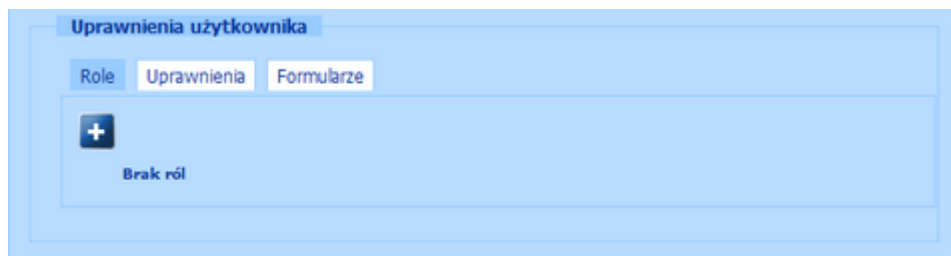 Uprawnienia użytkownika
Role Uprawnienia Formularze
Brak ról